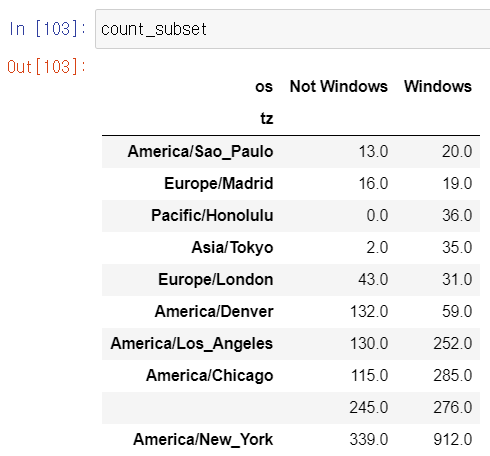 In [103]: count_subset
Out[103]:
os Not Windows Windows
tz
America/Sao_Paulo 13.0 20.0
Europe/Madrid 16.0 19.0
Pacific/Honolulu 0.0 36.0
Asia/Tokyo 2.0 35.0
Europe/London 43.0 31.0
America/Denver 132.0 59.0
America/Los_Angeles 130.0 252.0
America/Chicago 115.0 285.0
245.0 276.0
America/New_York 339.0 912.0